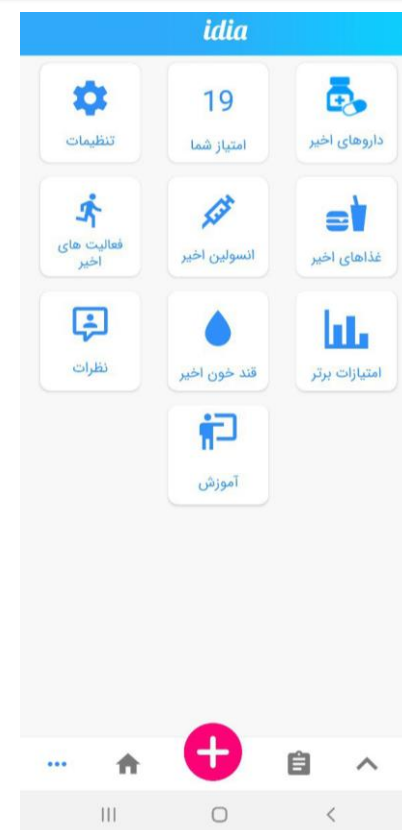 idia
داروهای اخیر
19
امتیاز شما
تنظیمات
غذاهای اخیر
انسولین اخیر
فعالیت های
اخیر
امتیازات برتر
قند خون اخیر
نظرات
آموزش